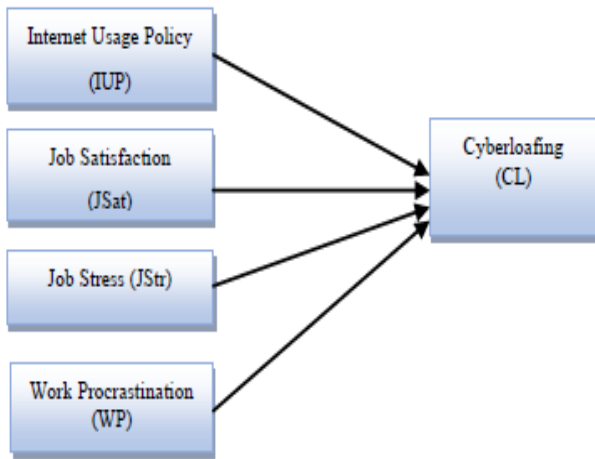 Internet Usage Policy
(IUP)
Job Satisfaction
(JSat)
Job Stress (JStr)
Work Procrastination
(WP)
Cyberloafing
(CL)